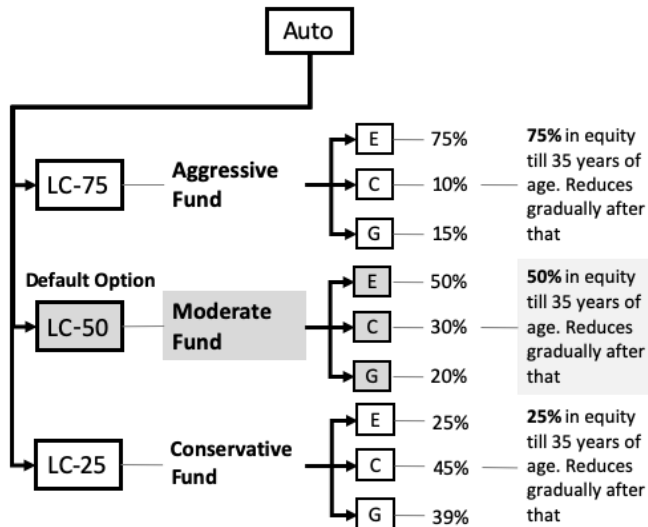 Auto
LC-75
Aggressive
Fund
E
75%
C
10%
G
15%
75% in equity
till 35 years of
age. Reduces
gradually after
that
Default Option
LC-50
Moderate
Fund
E
50%
C
30%
G
20%
50% in equity
till 35 years of
age. Reduces
gradually after
that
LC-25
Conservative
Fund
E
25%
C
45%
G
39%
25% in equity
till 35 years of
age. Reduces
gradually after
that